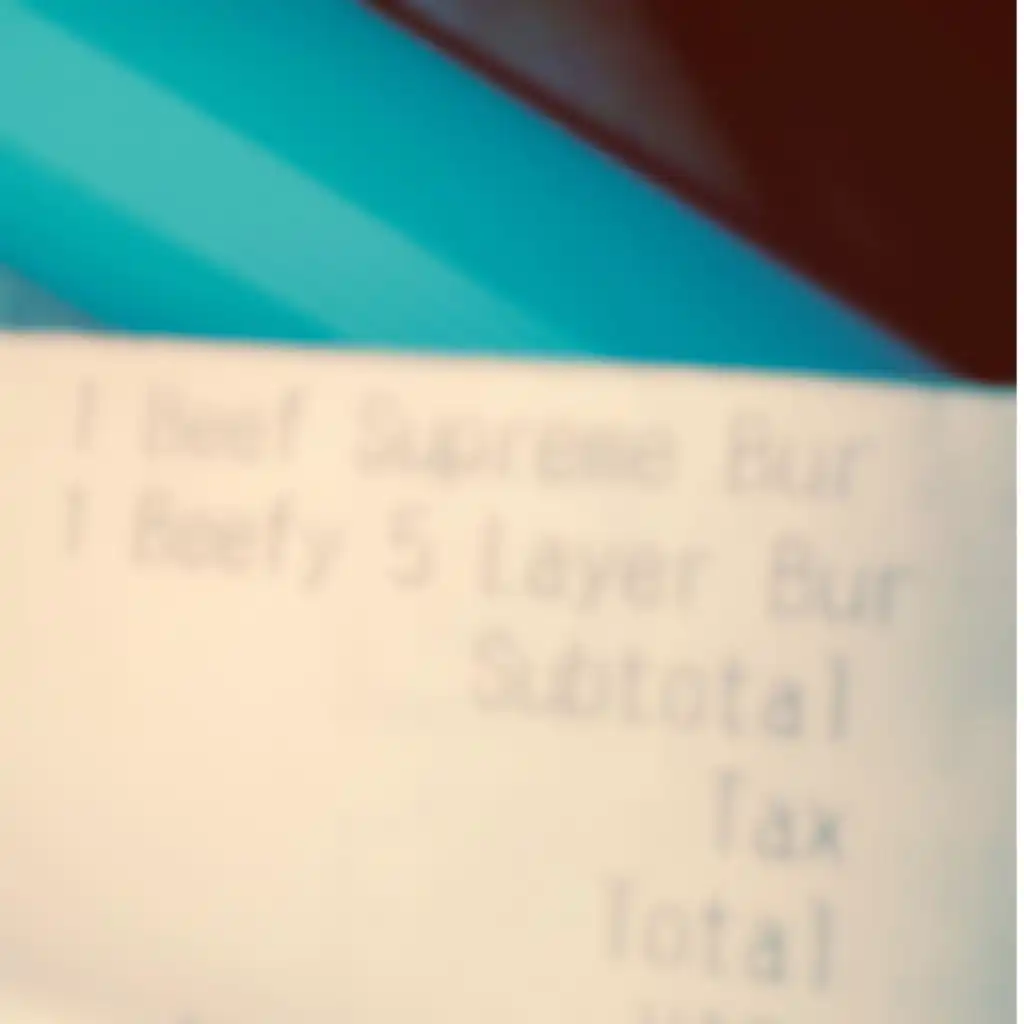 1 Beef Supreme Bur
1 Beefy 5 Layer Bur
Subtotal
Tax
Total